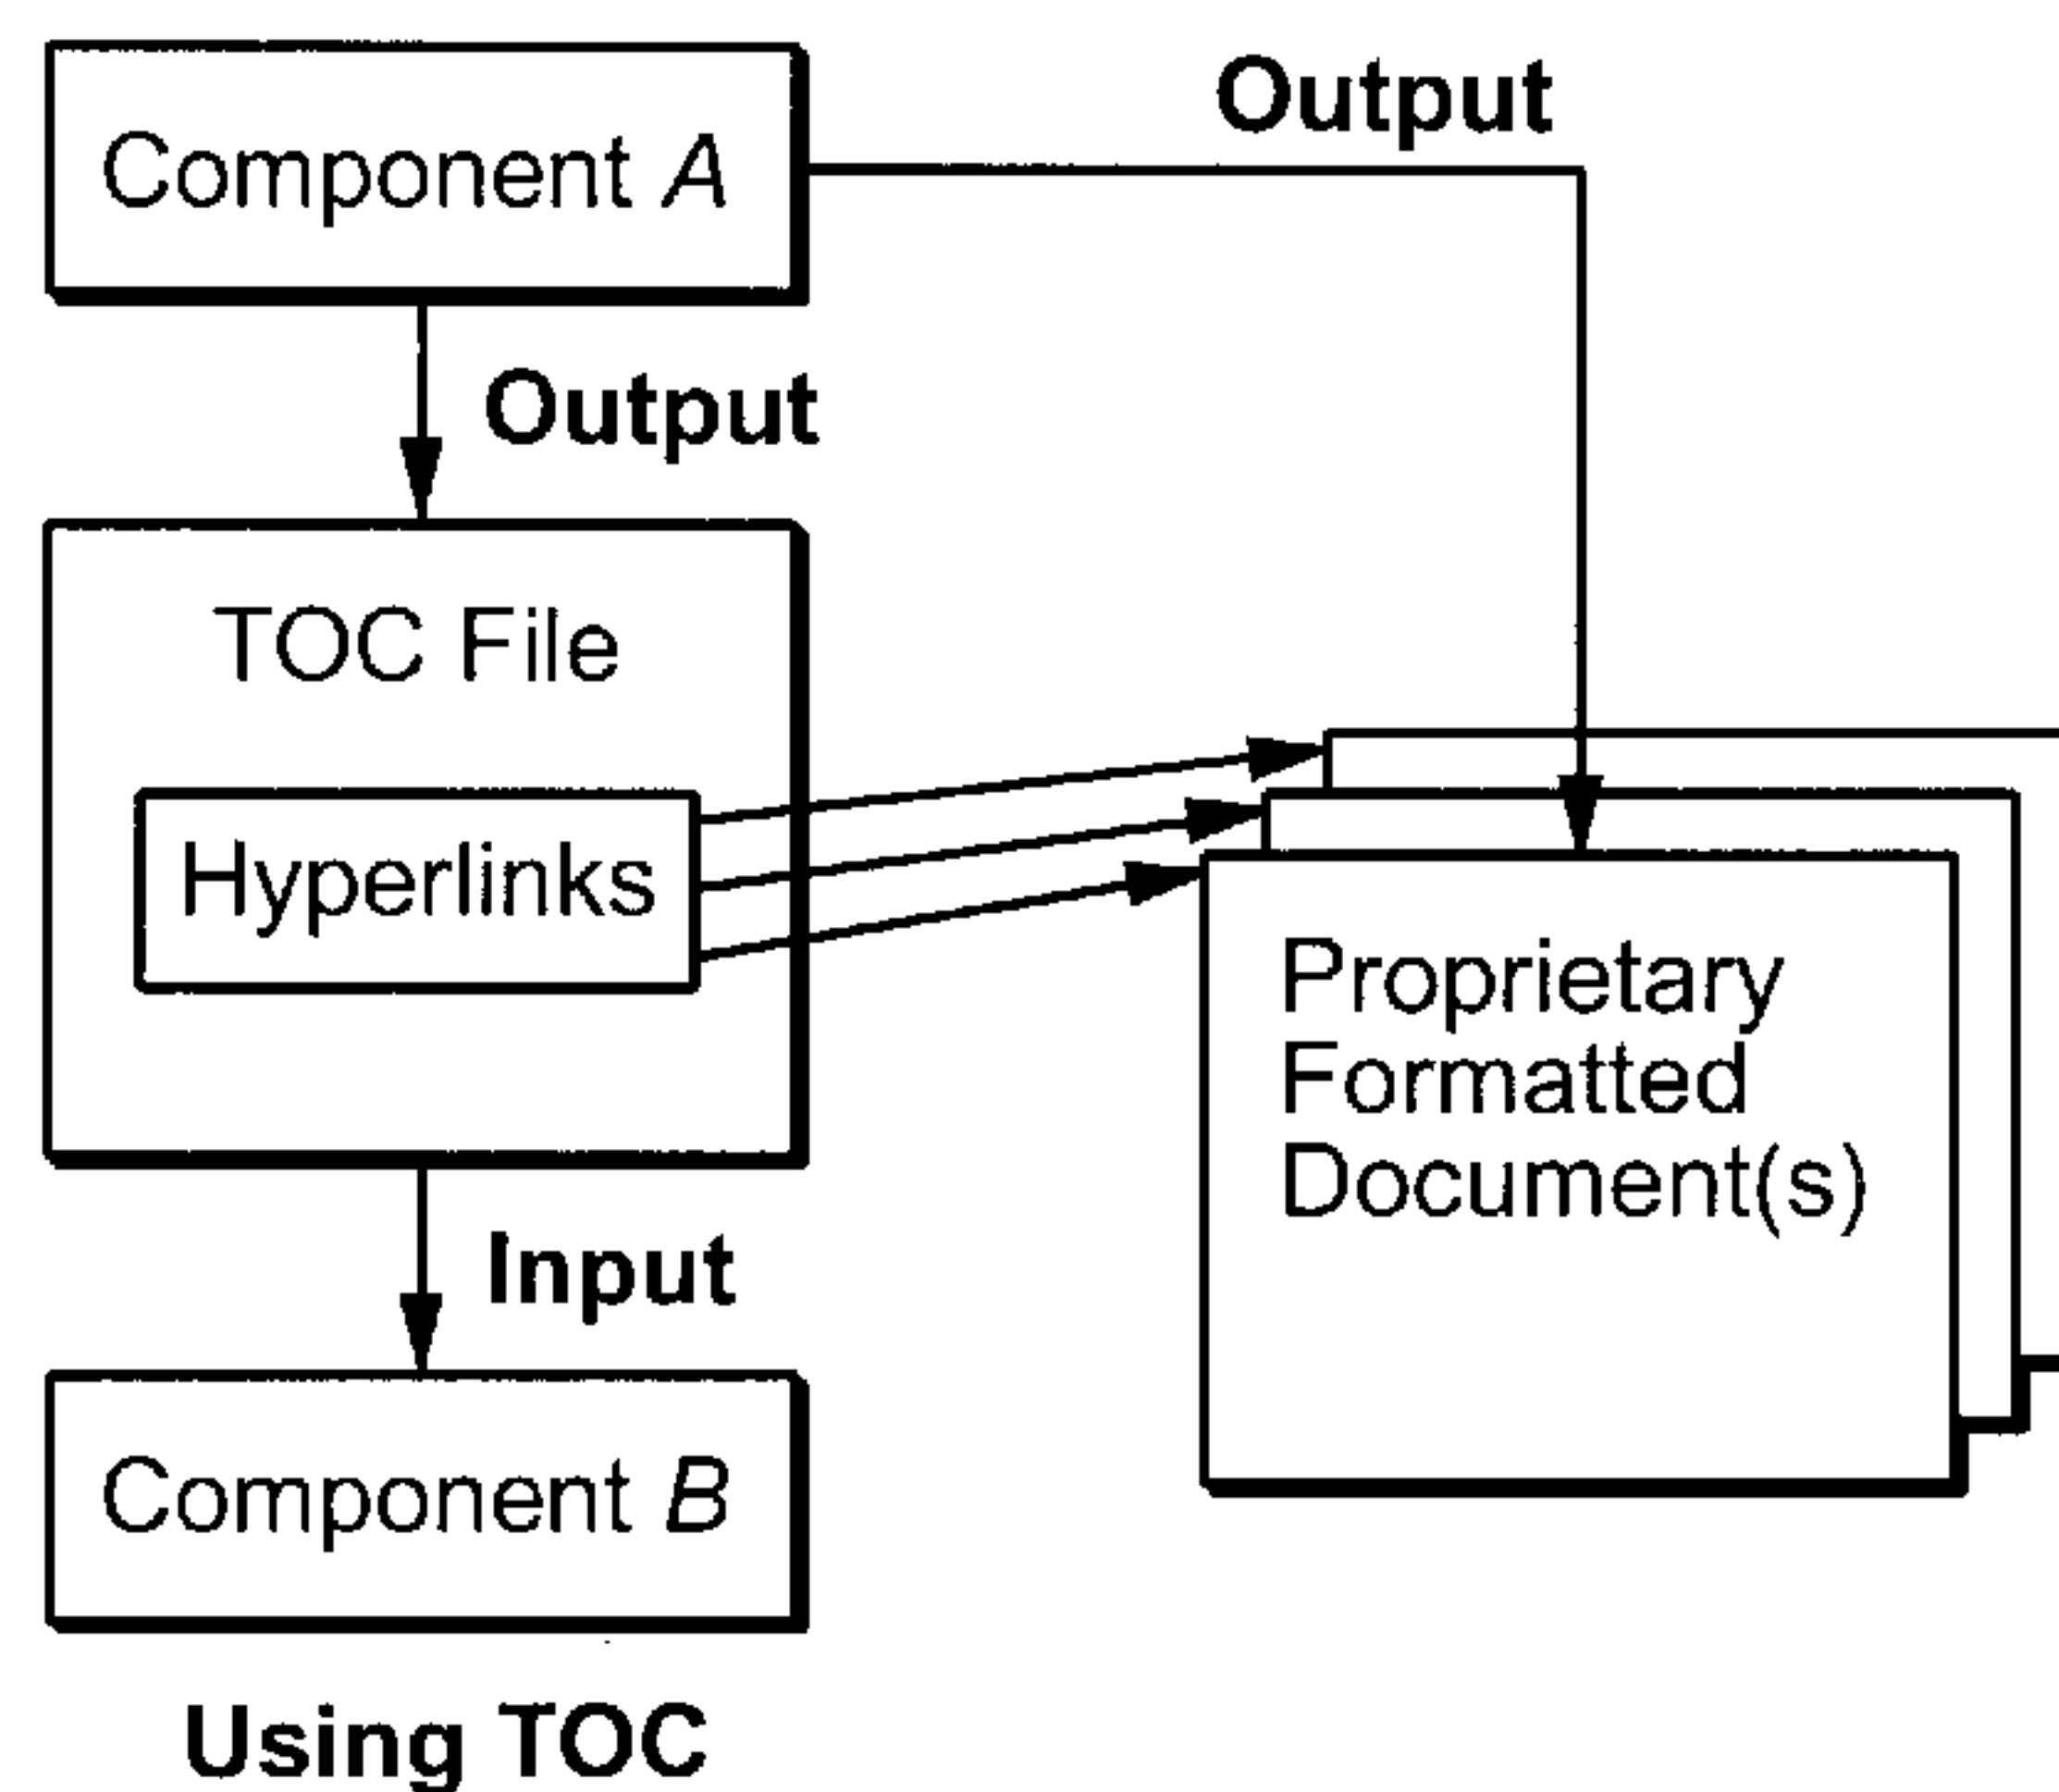 Component A
Output
Output
TOC File
Hyperlinks
Proprietary
Formatted
Document(s)
Input
Component B
Using TOC